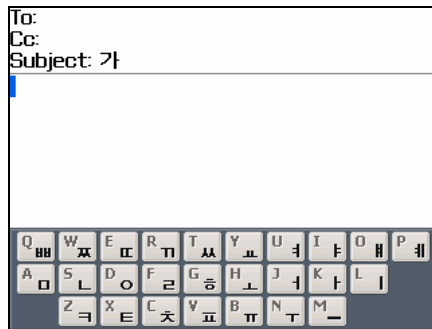 To:
Cc:
Subject: 가
Q ㅃ W ㅉ E ㄸ R ㄲ T ㅆ Y ㅛ U ㅕ I ㅑ O ㅐ P ㅔ
A ㅁ S ㄴ D ㅇ F ㄹ G ㅎ H ㅗ J ㅓ K ㅏ L ㅣ
Z ㅋ X ㅌ C ㅊ V ㅍ B ㅠ N ㅜ M ㅡ